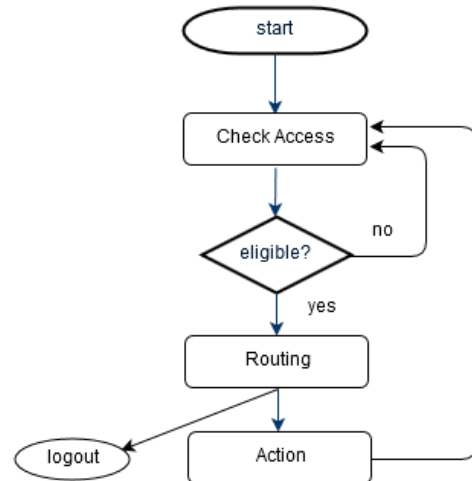 start
Check Access
eligible?
no
yes
Routing
logout
Action